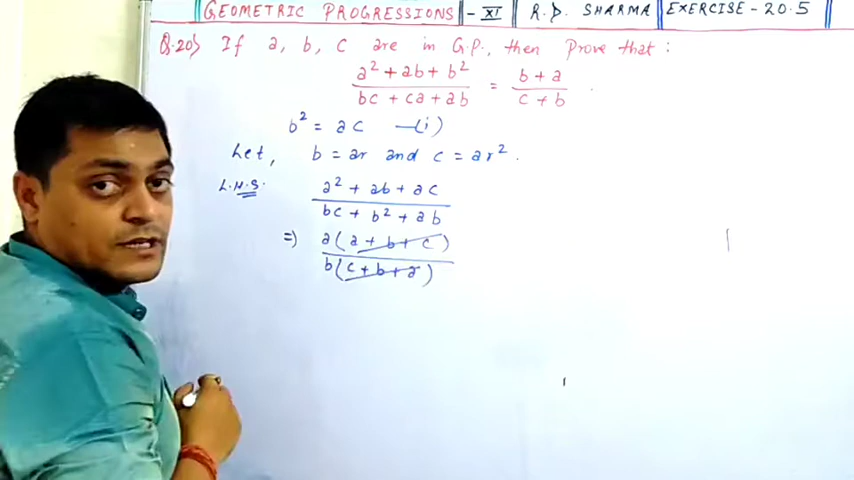 GEOMETRIC PROGRESSIONS - XI R.D. SHARMA EXERCISE - 20.5
Q.20) If a, b, c are in G.P., then Prove that :
a² + ab + b² / bc + ca + ab = b + a / c + b .
b² = ac —(i)
Let, b = ar and c = ar² .
L.H.S. a² + ab + ac / bc + b² + ab
=) a(a + b + c) / b(c + b + a)